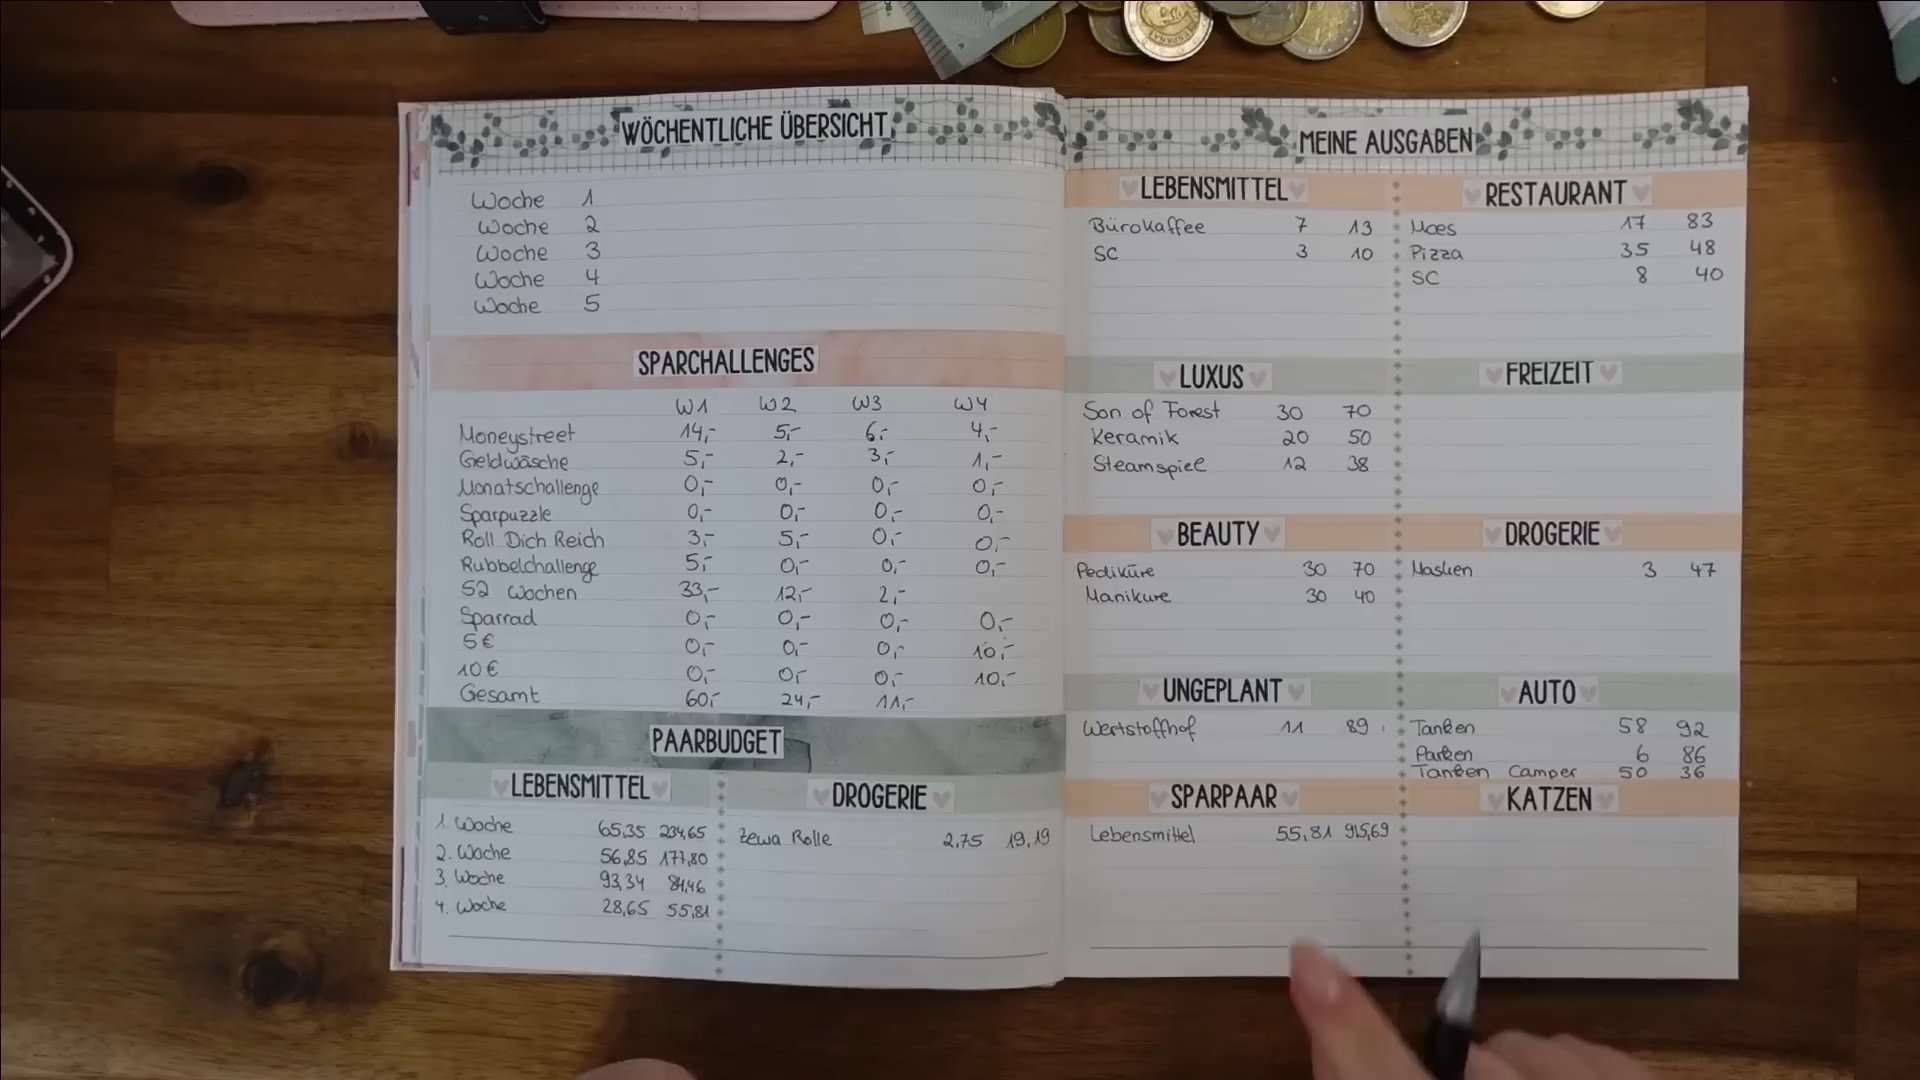 WÖCHENTLICHE ÜBERSICHT
Woche 1
Woche 2
Woche 3
Woche 4
Woche 5
SPARCHALLENGES
W1 W2 W3 W4
Moneystreet 14,- 5,- 6,- 4,-
Geldwäsche 5,- 2,- 3,- 1,-
Monatschallenge 0,- 0,- 0,- 0,-
Sparpuzzle 0,- 0,- 0,- 0,-
Roll Dich Reich 3,- 5,- 0,- 0,-
Rubbelchallenge 5,- 0,- 0,- 0,-
52 Wochen 33,- 12,- 2,-
Sparrad 0,- 0,- 0,- 0,-
5€ 0,- 0,- 0,- 10,-
10€ 0,- 0,- 0,- 10,-
Gesamt 60,- 24,- 11,-
PAARBUDGET
LEBENSMITTEL
1. Woche 65,35 234,65
2. Woche 56,85 177,80
3. Woche 93,34 84,46
4. Woche 28,65 55,81
DROGERIE
Zewa Rolle 2,75 19,19
MEINE AUSGABEN
LEBENSMITTEL
Bürokaffee 7 13
SC 3 10
RESTAURANT
Moes 17 83
Pizza 35 48
SC 8 40
LUXUS
Son of Forest 30 70
Keramik 20 50
Steamspiel 12 38
FREIZEIT
BEAUTY
Pediküre 30 70
Maniküre 30 40
DROGERIE
Masken 3 47
UNGEPLANT
Wertstoffhof 11 89
AUTO
Tanken 58 92
Parken 6 86
Tanken Camper 50 36
SPARPAAR
Lebensmittel 55,81 915,69
KATZEN